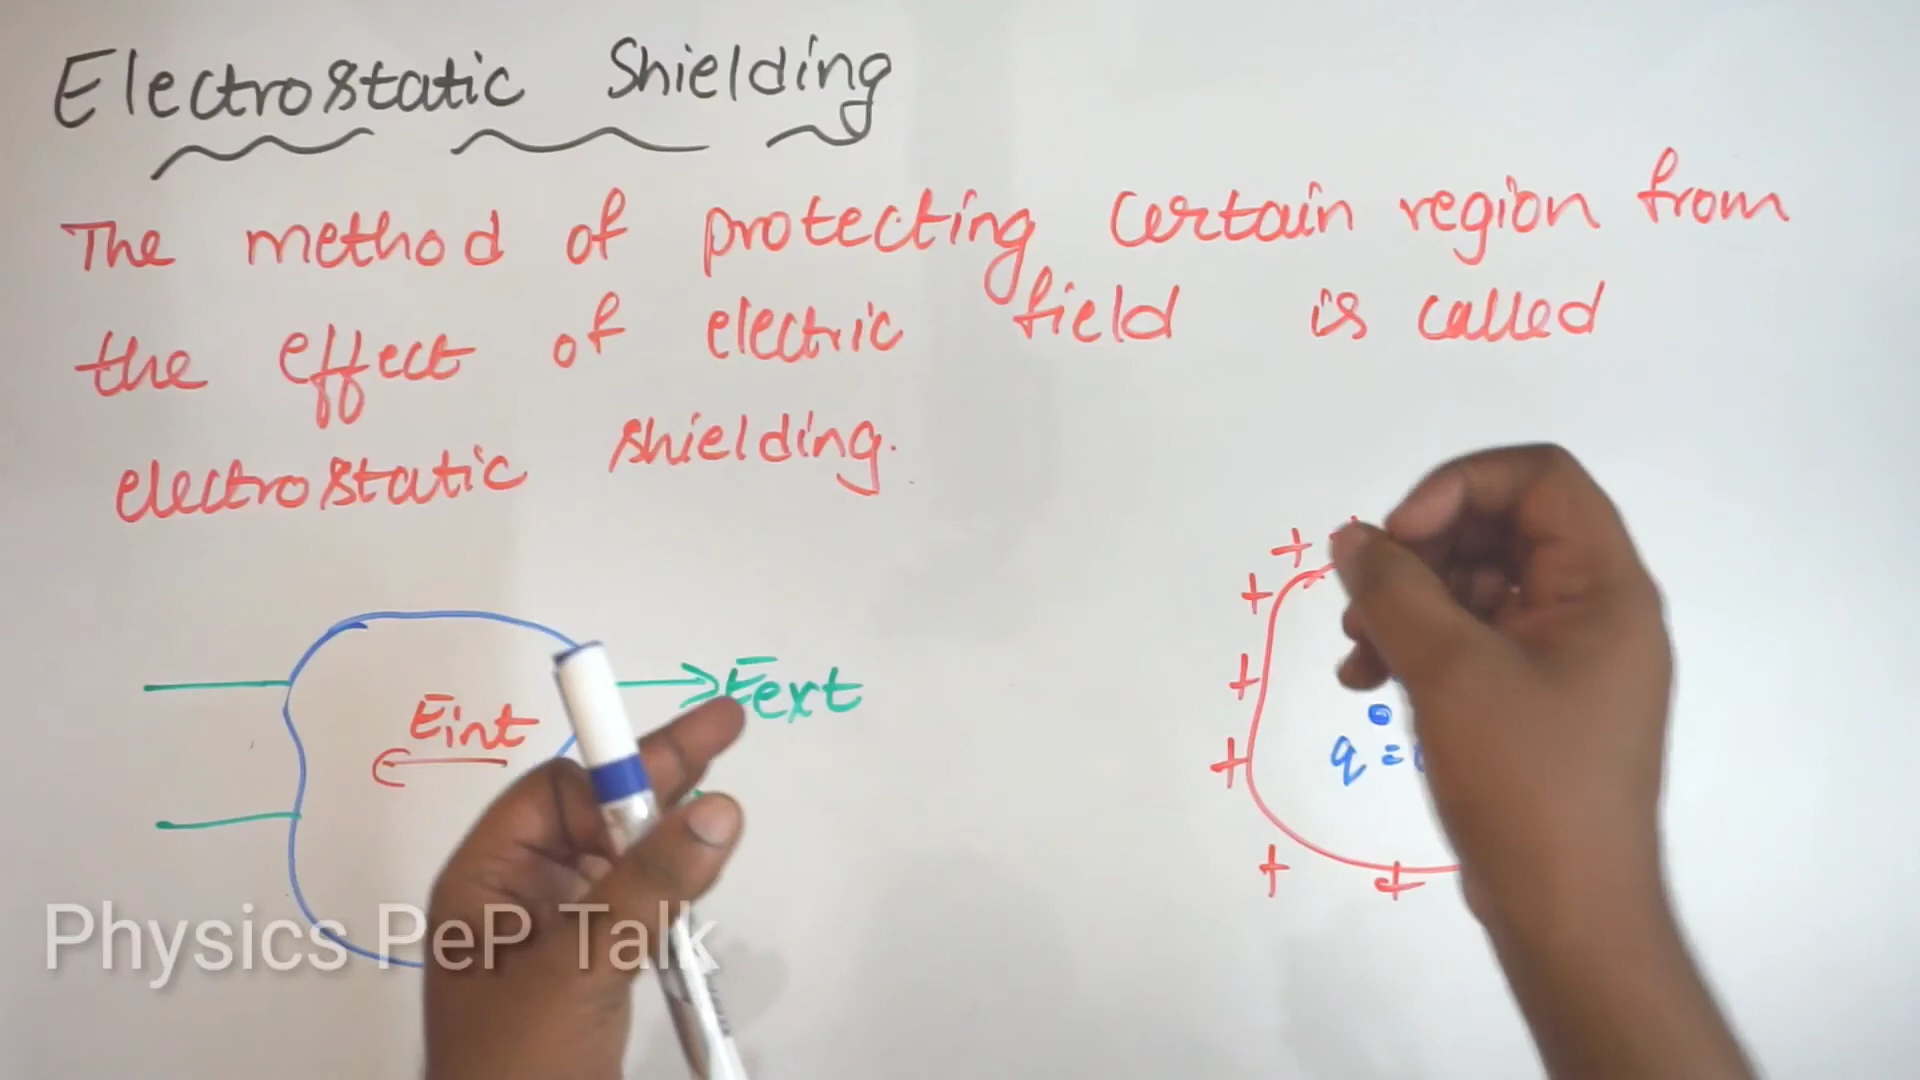 Electrostatic Shielding
The method of protecting certain region from
the effect of electric field is called
electrostatic shielding.
Eint
Eext
+ +
+
+
+
+ +
q =
Physics PeP Talk